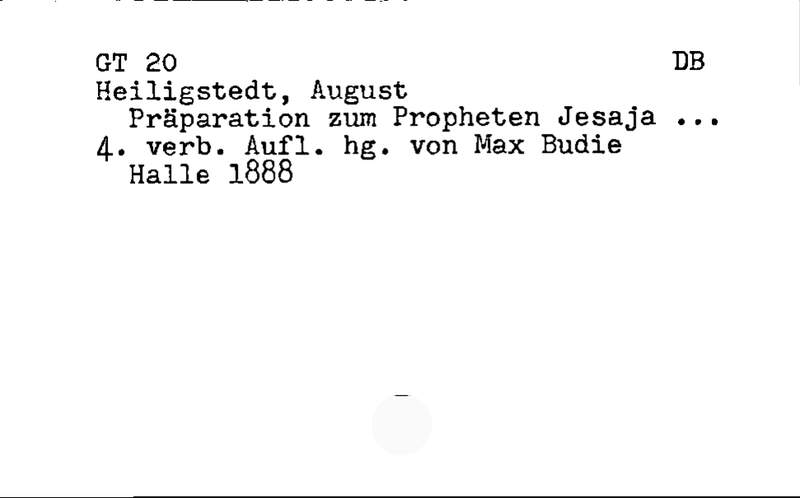 GT 20 DB
Heiligstedt, August
Präparation zum Propheten Jesaja ...
4. verb. Aufl. hg. von Max Budie
Halle 1888